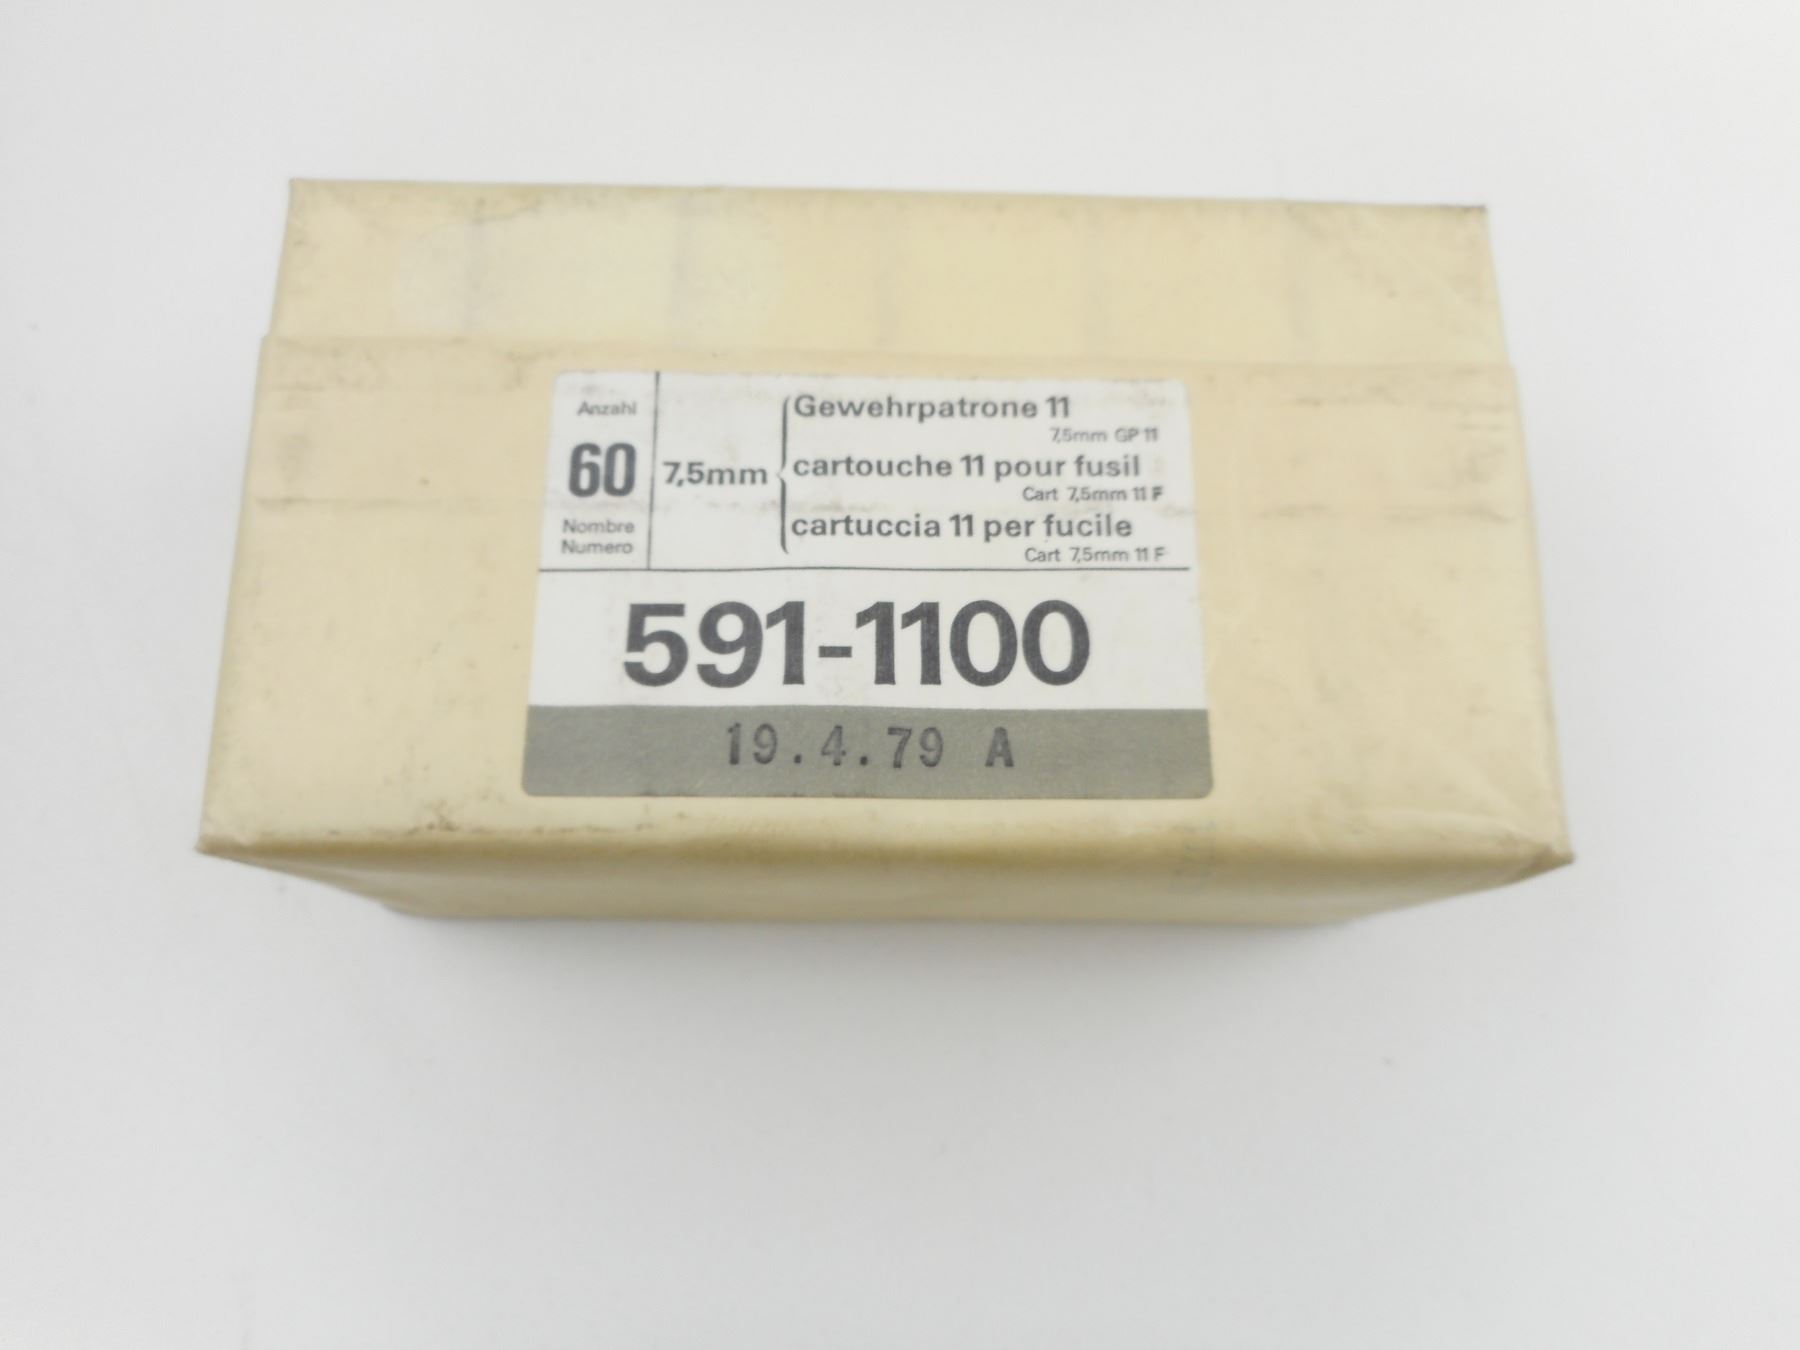 Anzahl
60
Nombre
Numero
7,5mm
Gewehrpatrone 11
7,5mm GP 11
cartouche 11 pour fusil
Cart 7,5mm 11 F
cartuccia 11 per fucile
Cart 7,5mm 11 F
591-1100
19.4.79 A